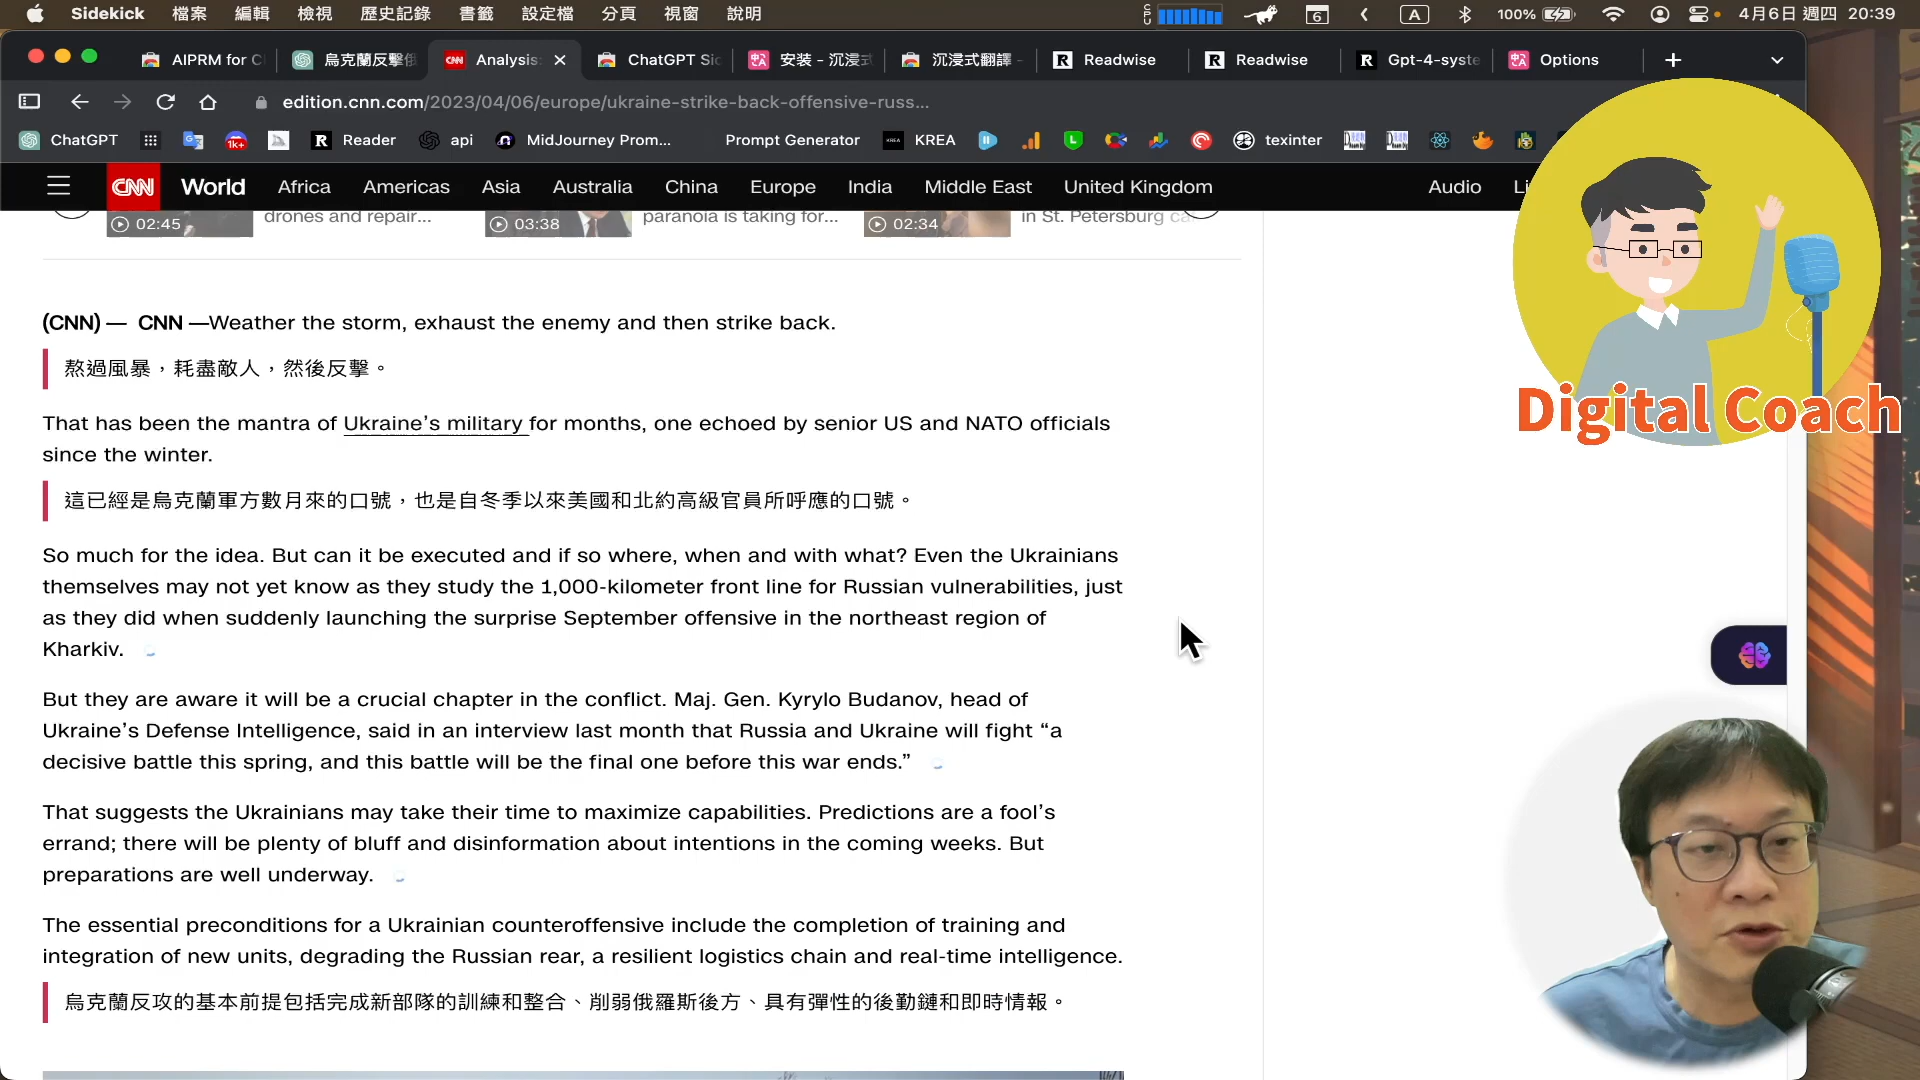 Sidekick 檔案 編輯 檢視 歷史記錄 書籤 設定檔 分頁 視窗 說明 6 A 100% 4月6日 週四 20:39
AIPRM for C 烏克蘭反擊俄 CNN Analysis: ChatGPT Sid 安裝 - 沉浸式 沉浸式翻譯 - Readwise Readwise Gpt-4-syste Options
edition.cnn.com/2023/04/06/europe/ukraine-strike-back-offensive-russ...
ChatGPT 1k+ Reader api MidJourney Prom... Prompt Generator KREA KREA texinter
CNN World Africa Americas Asia Australia China Europe India Middle East United Kingdom Audio Li
02:45 drones and repair... 03:38 paranoia is taking for... 02:34 in St. Petersburg ca
(CNN) — CNN —Weather the storm, exhaust the enemy and then strike back.
熬過風暴，耗盡敵人，然後反擊。
That has been the mantra of Ukraine’s military for months, one echoed by senior US and NATO officials
since the winter.
這已經是烏克蘭軍方數月來的口號，也是自冬季以來美國和北約高級官員所呼應的口號。
So much for the idea. But can it be executed and if so where, when and with what? Even the Ukrainians
themselves may not yet know as they study the 1,000-kilometer front line for Russian vulnerabilities, just
as they did when suddenly launching the surprise September offensive in the northeast region of
Kharkiv.
But they are aware it will be a crucial chapter in the conflict. Maj. Gen. Kyrylo Budanov, head of
Ukraine’s Defense Intelligence, said in an interview last month that Russia and Ukraine will fight “a
decisive battle this spring, and this battle will be the final one before this war ends.”
That suggests the Ukrainians may take their time to maximize capabilities. Predictions are a fool’s
errand; there will be plenty of bluff and disinformation about intentions in the coming weeks. But
preparations are well underway.
The essential preconditions for a Ukrainian counteroffensive include the completion of training and
integration of new units, degrading the Russian rear, a resilient logistics chain and real-time intelligence.
烏克蘭反攻的基本前提包括完成新部隊的訓練和整合、削弱俄羅斯後方、具有彈性的後勤鏈和即時情報。
Digital Coach